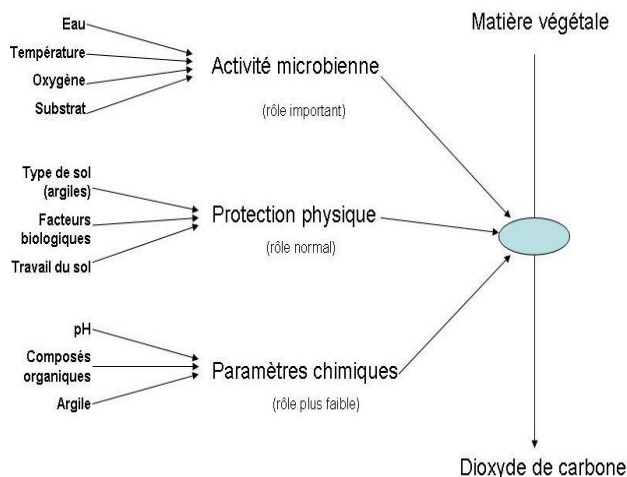 Eau
Température
Oxygène
Substrat
Activité microbienne
(rôle important)
Matière végétale
Type de sol
(argiles)
Facteurs
biologiques
Travail du sol
Protection physique
(rôle normal)
pH
Composés
organiques
Argile
Paramètres chimiques
(rôle plus faible)
Dioxyde de carbone